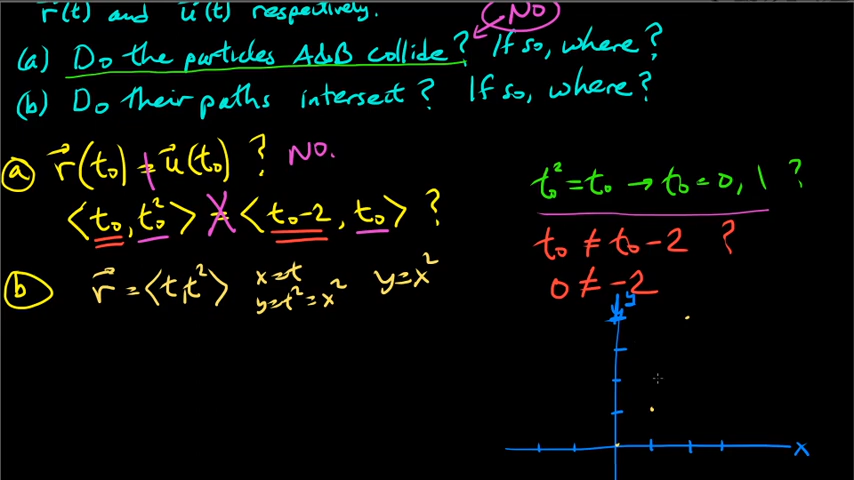 r⃗(t) and u⃗(t) respectively.
NO
(a) Do the particles A&B collide? If so, where?
(b) Do their paths intersect? If so, where?
(a) r⃗(t₀) ≠ u⃗(t₀) ? NO.
t₀² = t₀ → t₀ = 0, 1 ?
<t₀, t₀²> ≠ <t₀-2, t₀> ?
t₀ ≠ t₀-2 ?
0 ≠ -2
(b) r⃗ = <t, t²> x=t y=t²=x² y=x²
y
x